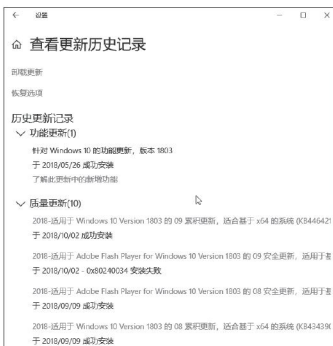 设置
查看更新历史记录
卸载更新
恢复选项
历史更新记录
功能更新(1)
针对 Windows 10 的功能更新，版本 1803
于 2018/05/26 成功安装
了解此更新中的新增功能
质量更新(10)
2018-适用于 Windows 10 Version 1803 的 09 累积更新，适合基于 x64 的系统 (KB446421
于 2018/10/02 成功安装
2018-适用于 Adobe Flash Player for Windows 10 Version 1803 的 09 安全更新，适用于基
于 2018/10/02 - 0x80240034 安装失败
2018-适用于 Adobe Flash Player for Windows 10 Version 1803 的 08 安全更新，适用于基
于 2018/09/09 成功安装
2018-适用于 Windows 10 Version 1803 的 08 累积更新，适合基于 x64 的系统 (KB434390
于 2018/09/09 成功安装